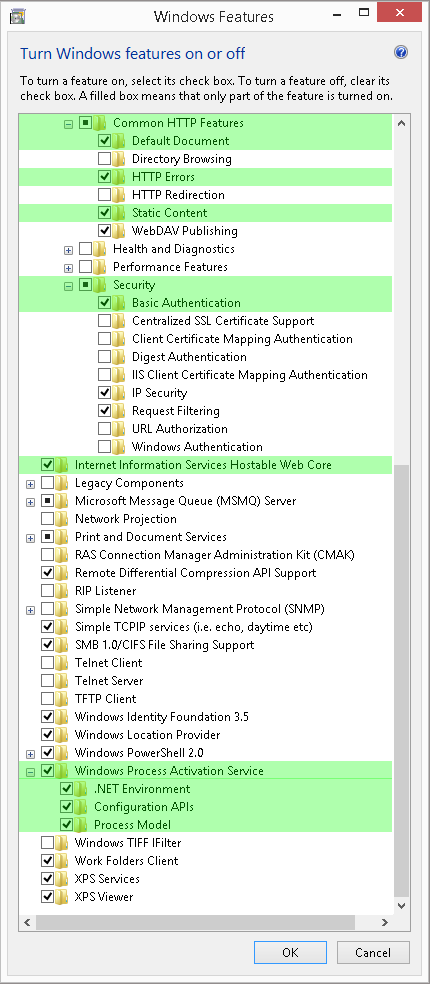 Windows Features
Turn Windows features on or off
To turn a feature on, select its check box. To turn a feature off, clear its
check box. A filled box means that only part of the feature is turned on.
Common HTTP Features
Default Document
Directory Browsing
HTTP Errors
HTTP Redirection
Static Content
WebDAV Publishing
Health and Diagnostics
Performance Features
Security
Basic Authentication
Centralized SSL Certificate Support
Client Certificate Mapping Authentication
Digest Authentication
IIS Client Certificate Mapping Authentication
IP Security
Request Filtering
URL Authorization
Windows Authentication
Internet Information Services Hostable Web Core
Legacy Components
Microsoft Message Queue (MSMQ) Server
Network Projection
Print and Document Services
RAS Connection Manager Administration Kit (CMAK)
Remote Differential Compression API Support
RIP Listener
Simple Network Management Protocol (SNMP)
Simple TCPIP services (i.e. echo, daytime etc)
SMB 1.0/CIFS File Sharing Support
Telnet Client
Telnet Server
TFTP Client
Windows Identity Foundation 3.5
Windows Location Provider
Windows PowerShell 2.0
Windows Process Activation Service
.NET Environment
Configuration APIs
Process Model
Windows TIFF IFilter
Work Folders Client
XPS Services
XPS Viewer
OK Cancel